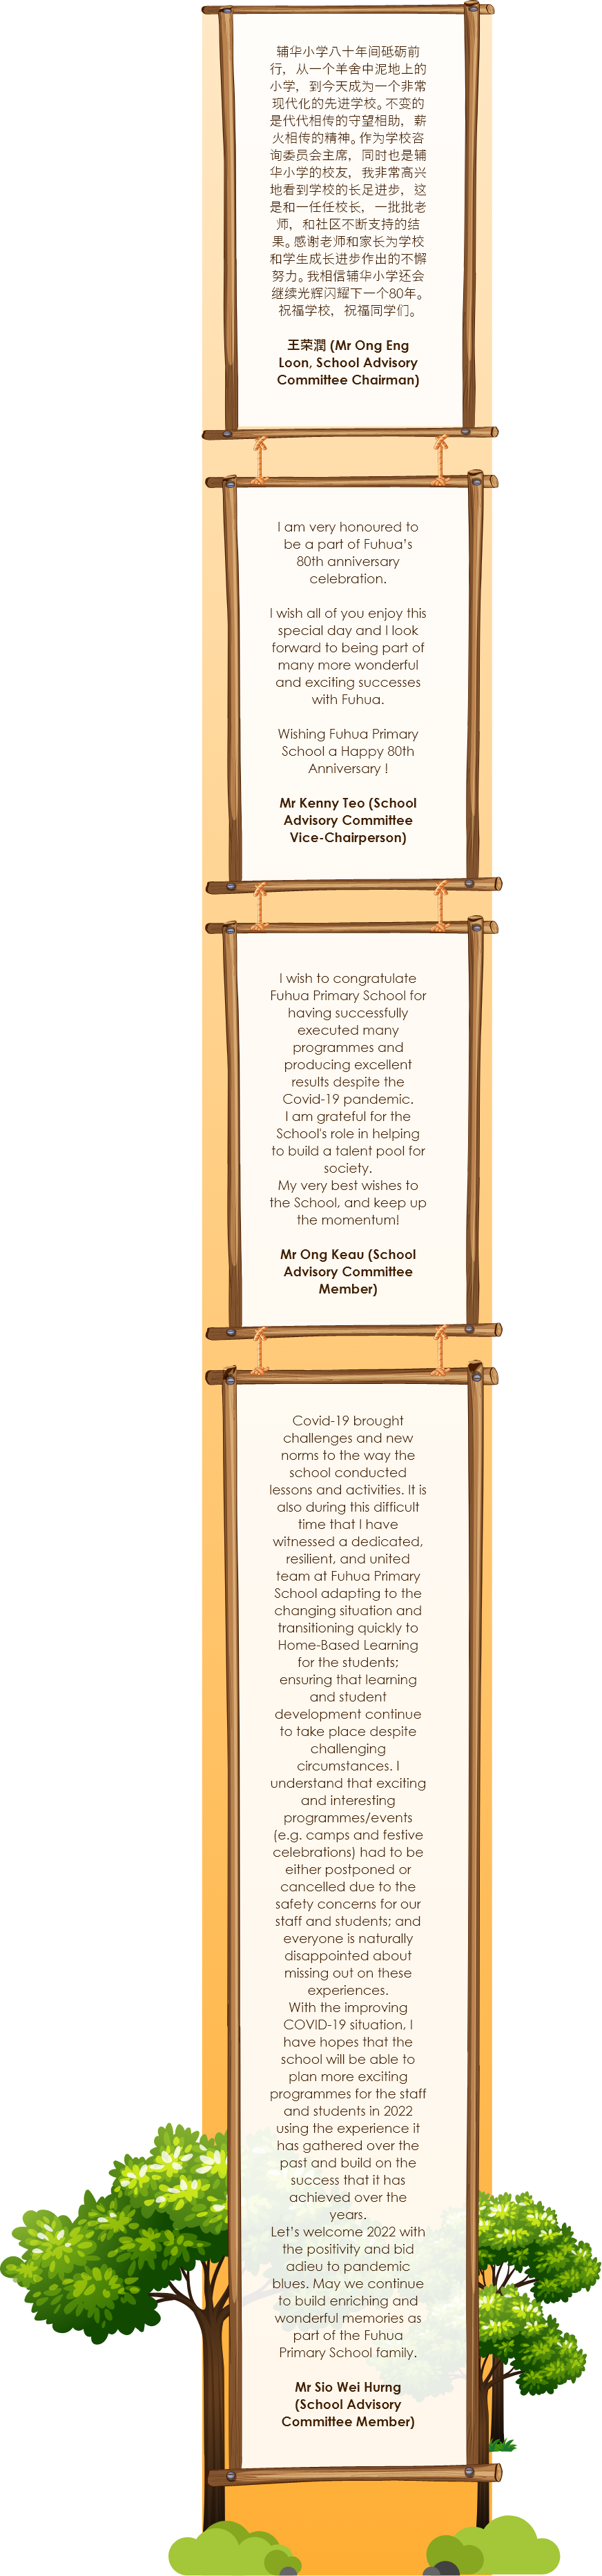 辅华小学八十年间砥砺前
行，从一个羊舍中泥地上的
小学，到今天成为一个非常
现代化的先进学校。不变的
是代代相传的守望相助，薪
火相传的精神。作为学校咨
询委员会主席，同时也是辅
华小学的校友，我非常高兴
地看到学校的长足进步，这
是和一任任校长，一批批老
师，和社区不断支持的结
果。感谢老师和家长为学校
和学生成长进步作出的不懈
努力。我相信辅华小学还会
继续光辉闪耀下一个80年。
祝福学校，祝福同学们。
王荣潤 (Mr Ong Eng
Loon, School Advisory
Committee Chairman)
I am very honoured to
be a part of Fuhua’s
80th anniversary
celebration.
I wish all of you enjoy this
special day and I look
forward to being part of
many more wonderful
and exciting successes
with Fuhua.
Wishing Fuhua Primary
School a Happy 80th
Anniversary !
Mr Kenny Teo (School
Advisory Committee
Vice-Chairperson)
I wish to congratulate
Fuhua Primary School for
having successfully
executed many
programmes and
producing excellent
results despite the
Covid-19 pandemic.
I am grateful for the
School's role in helping
to build a talent pool for
society.
My very best wishes to
the School, and keep up
the momentum!
Mr Ong Keau (School
Advisory Committee
Member)
Covid-19 brought
challenges and new
norms to the way the
school conducted
lessons and activities. It is
also during this difficult
time that I have
witnessed a dedicated,
resilient, and united
team at Fuhua Primary
School adapting to the
changing situation and
transitioning quickly to
Home-Based Learning
for the students;
ensuring that learning
and student
development continue
to take place despite
challenging
circumstances. I
understand that exciting
and interesting
programmes/events
(e.g. camps and festive
celebrations) had to be
either postponed or
cancelled due to the
safety concerns for our
staff and students; and
everyone is naturally
disappointed about
missing out on these
experiences.
With the improving
COVID-19 situation, I
have hopes that the
school will be able to
plan more exciting
programmes for the staff
and students in 2022
using the experience it
has gathered over the
past and build on the
success that it has
achieved over the
years.
Let’s welcome 2022 with
the positivity and bid
adieu to pandemic
blues. May we continue
to build enriching and
wonderful memories as
part of the Fuhua
Primary School family.
Mr Sio Wei Hurng
(School Advisory
Committee Member)